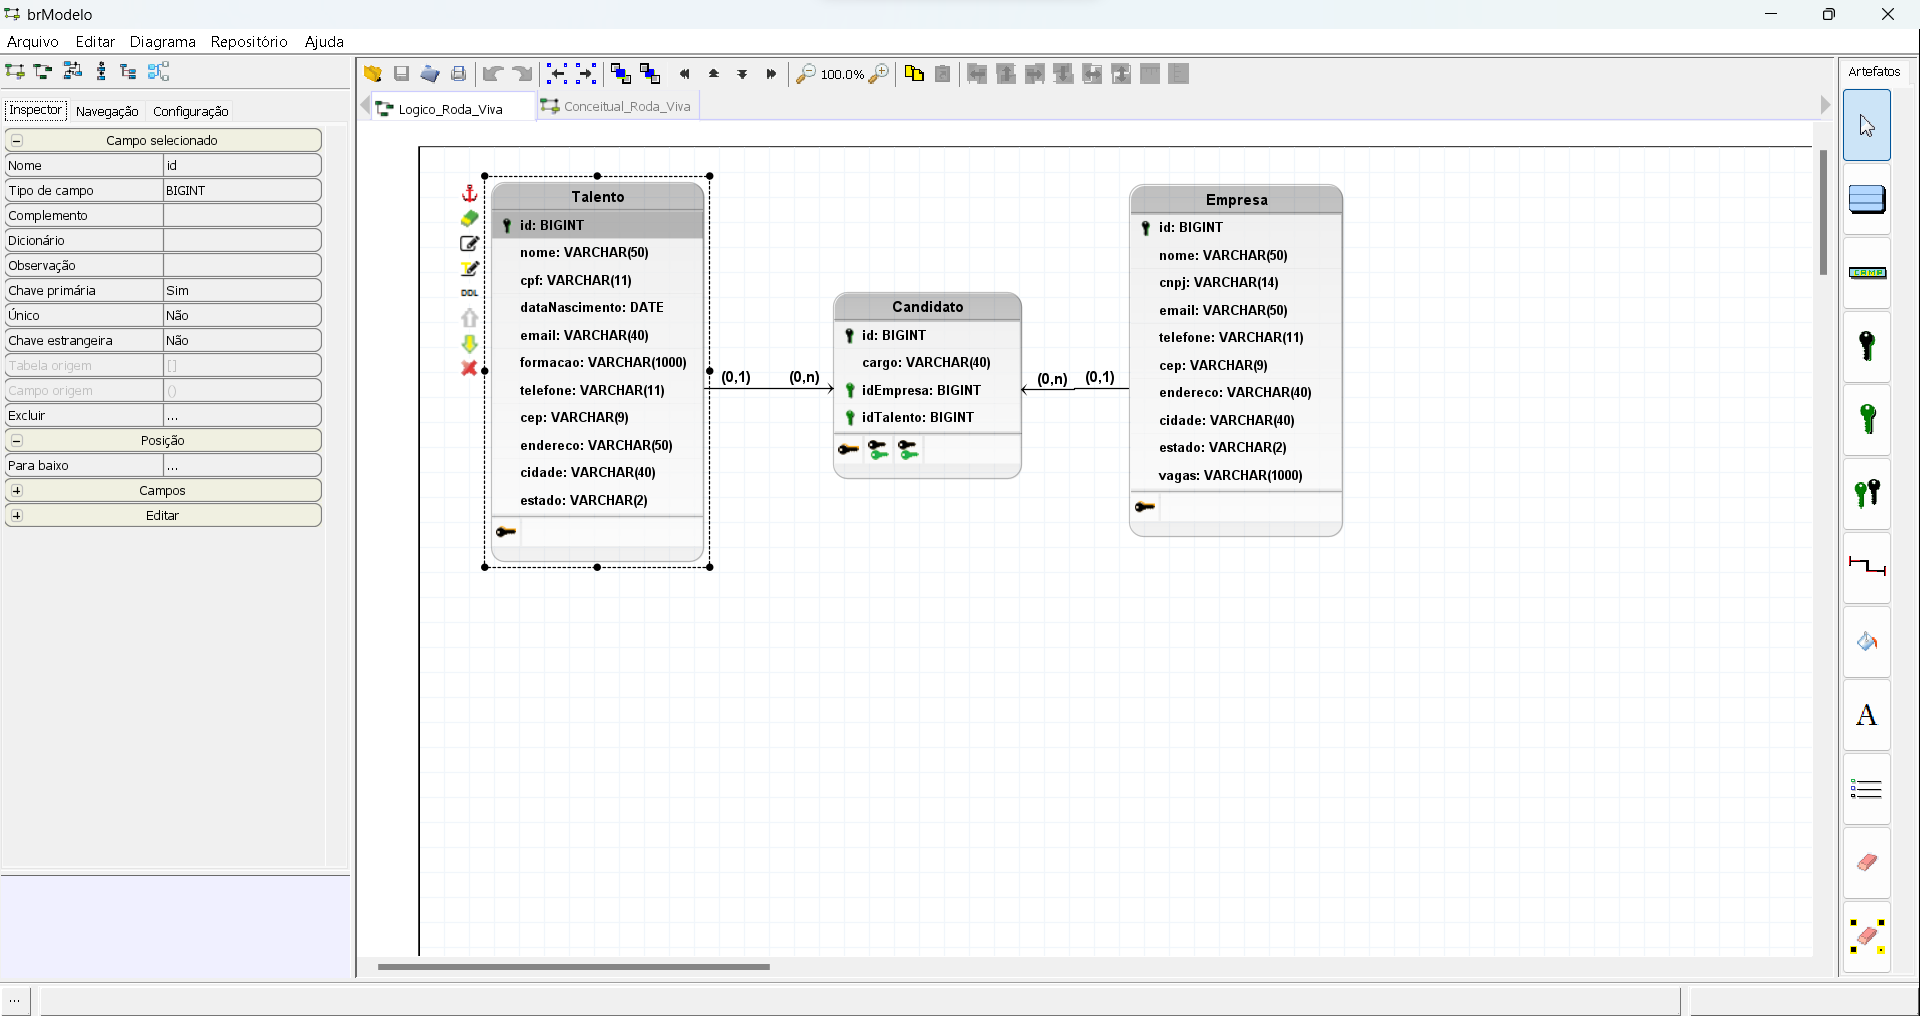 brModelo
Arquivo Editar Diagrama Repositório Ajuda
100.0%
Artefatos
Inspector Navegação Configuração
Logico_Roda_Viva Conceitual_Roda_Viva
Campo selecionado
Nome id
Tipo de campo BIGINT
Complemento
Dicionário
Observação
Chave primária Sim
Único Não
Chave estrangeira Não
Tabela origem []
Campo origem ()
Excluir ...
Posição
Para baixo ...
Campos
Editar
DDL
Talento
id: BIGINT
nome: VARCHAR(50)
cpf: VARCHAR(11)
dataNascimento: DATE
email: VARCHAR(40)
formacao: VARCHAR(1000)
telefone: VARCHAR(11)
cep: VARCHAR(9)
endereco: VARCHAR(50)
cidade: VARCHAR(40)
estado: VARCHAR(2)
(0,1) (0,n)
Candidato
id: BIGINT
cargo: VARCHAR(40)
idEmpresa: BIGINT
idTalento: BIGINT
(0,n) (0,1)
Empresa
id: BIGINT
nome: VARCHAR(50)
cnpj: VARCHAR(14)
email: VARCHAR(50)
telefone: VARCHAR(11)
cep: VARCHAR(9)
endereco: VARCHAR(40)
cidade: VARCHAR(40)
estado: VARCHAR(2)
vagas: VARCHAR(1000)
CAMP
A
...